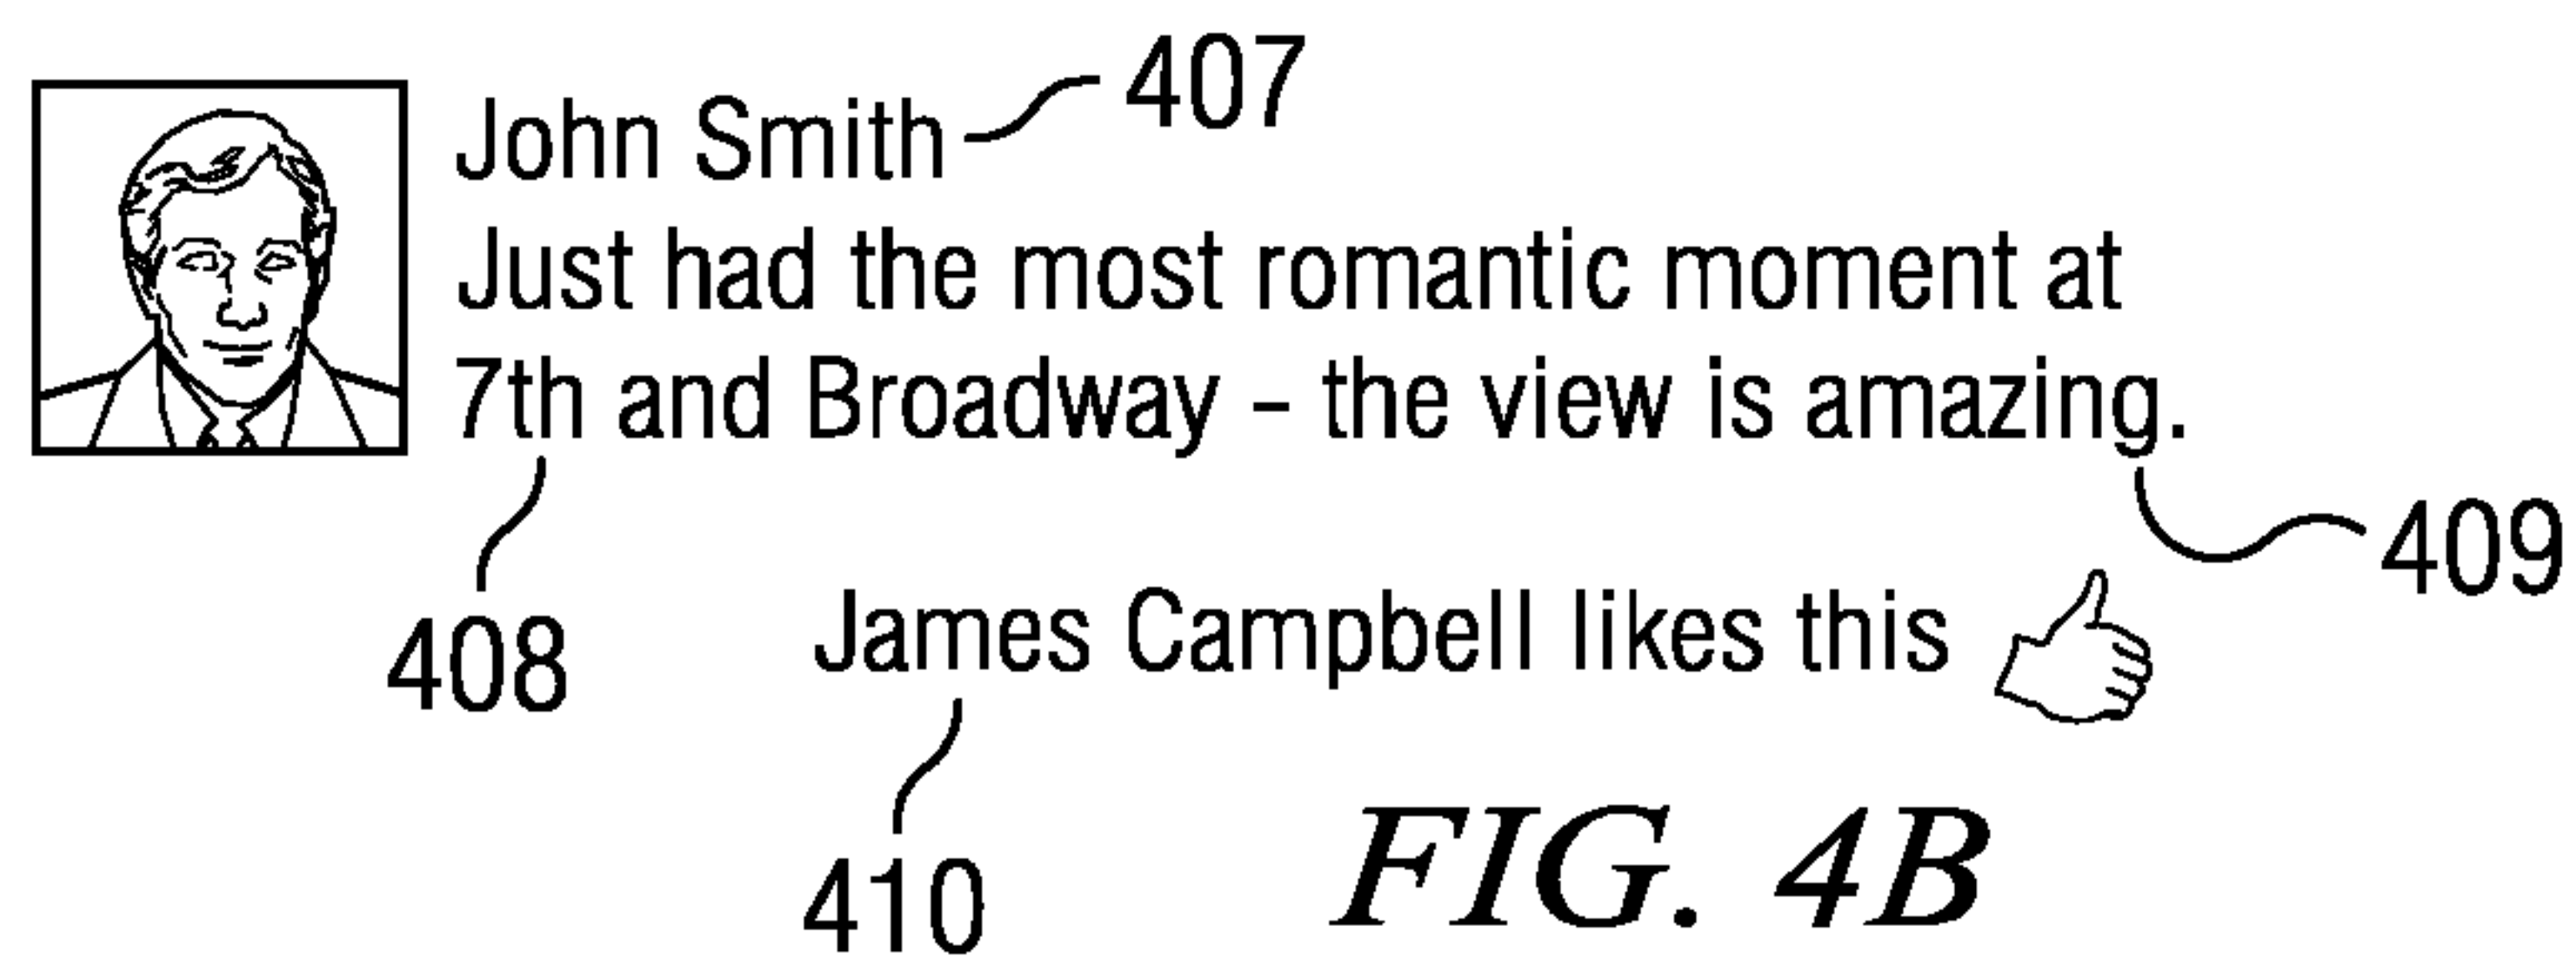 John Smith 407
Just had the most romantic moment at
7th and Broadway – the view is amazing.
409
408
James Campbell likes this
410
FIG. 4B